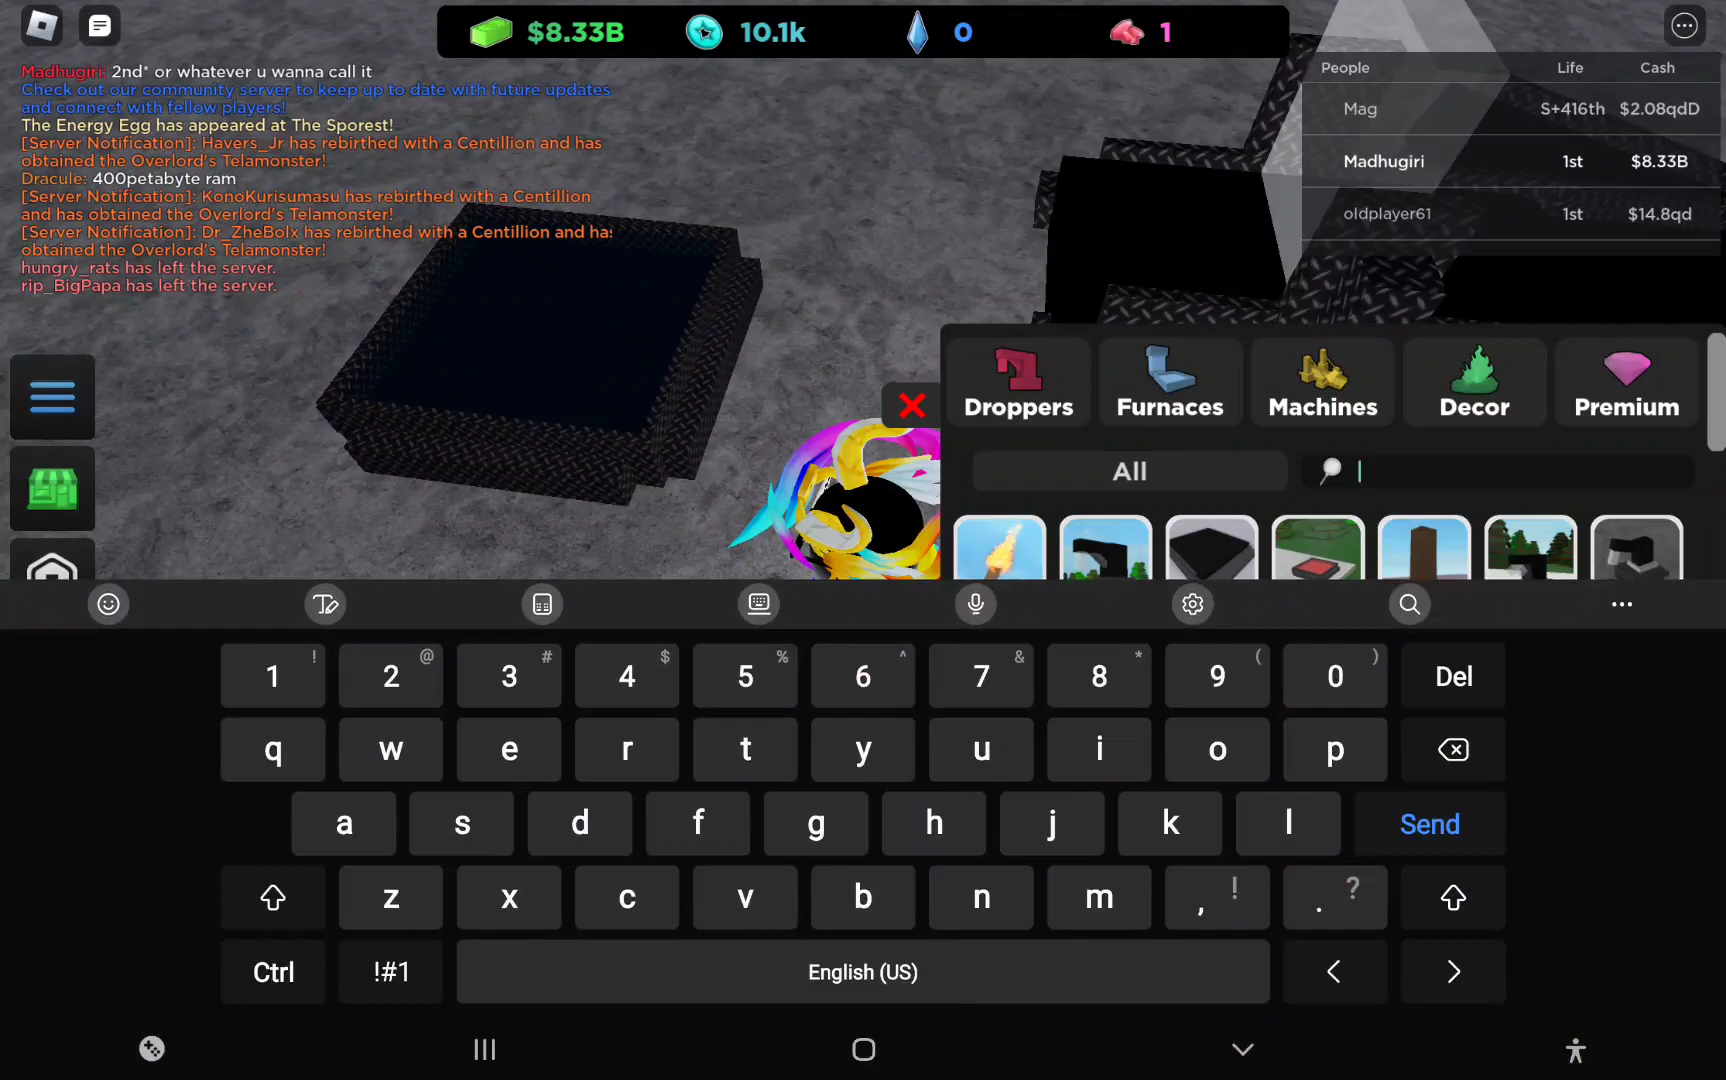 $8.33B
10.1k
0
1
Madhugiri: 2nd* or whatever u wanna call it
Check out our community server to keep up to date with future updates
and connect with fellow players!
The Energy Egg has appeared at The Sporest!
[Server Notification]: Havers_Jr has rebirthed with a Centillion and has
obtained the Overlord's Telamonster!
Dracule: 400petabyte ram
[Server Notification]: KonoKurisumasu has rebirthed with a Centillion
and has obtained the Overlord's Telamonster!
[Server Notification]: Dr_ZheBolx has rebirthed with a Centillion and has
obtained the Overlord's Telamonster!
hungry_rats has left the server.
rip_BigPapa has left the server.
People Life Cash
Mag S+416th $2.08qdD
Madhugiri 1st $8.33B
oldplayer61 1st $14.8qd
Droppers Furnaces Machines Decor Premium
All
! @ # $ % ^ & * ( )
1 2 3 4 5 6 7 8 9 0 Del
q w e r t y u i o p
a s d f g h j k l Send
z x c v b n m , ! . ?
Ctrl !#1 English (US) < >